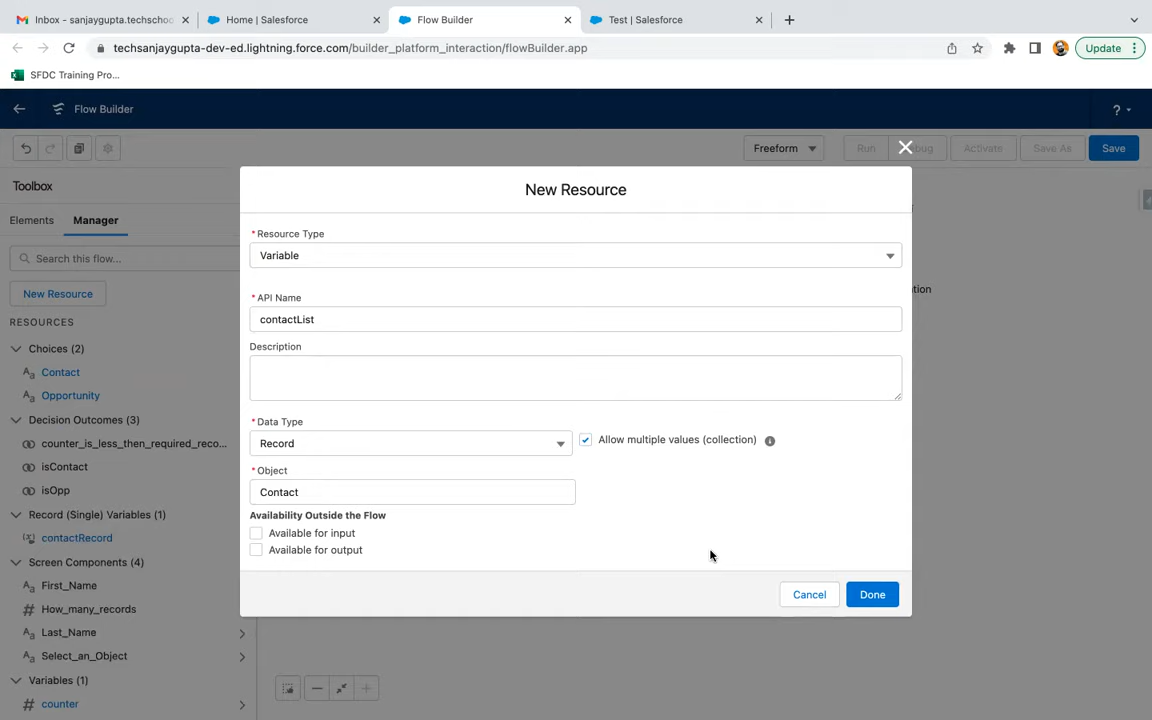 Inbox - sanjaygupta.techschoo
Home | Salesforce
Flow Builder
Test | Salesforce
techsanjaygupta-dev-ed.lightning.force.com/builder_platform_interaction/flowBuilder.app
Update
SFDC Training Pro...
Flow Builder
?
Freeform
Run
Debug
Activate
Save As
Save
Toolbox
Elements
Manager
Search this flow...
New Resource
RESOURCES
Choices (2)
Contact
Opportunity
Decision Outcomes (3)
counter_is_less_then_required_reco...
isContact
isOpp
Record (Single) Variables (1)
contactRecord
Screen Components (4)
First_Name
How_many_records
Last_Name
Select_an_Object
Variables (1)
counter
New Resource
* Resource Type
Variable
* API Name
contactList
Description
* Data Type
Record
Allow multiple values (collection)
* Object
Contact
Availability Outside the Flow
Available for input
Available for output
Cancel
Done